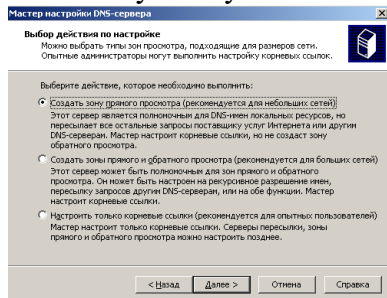 Мастер настройки DNS-сервера
Выбор действия по настройке
Можно выбрать типы зон просмотра, подходящие для размеров сети.
Опытные администраторы могут выполнить настройку корневых ссылок.
Выберите действие, которое необходимо выполнить:
Создать зону прямого просмотра (рекомендуется для небольших сетей)
Этот сервер является полномочным для DNS-имен локальных ресурсов, но
пересылает все остальные запросы поставщику услуг Интернета или другим
DNS-серверам. Мастер настроит корневые ссылки, но не создаст зону
обратного просмотра.
Создать зоны прямого и обратного просмотра (рекомендуется для больших сетей)
Этот сервер может быть полномочным для зон прямого и обратного
просмотра. Он может быть настроен на рекурсивное разрешение имен,
пересылку запросов другим DNS-серверам, или на обе функции. Мастер
настроит корневые ссылки.
Настроить только корневые ссылки (рекомендуется для опытных пользователей)
Мастер настроит только корневые ссылки. Серверы пересылки, зоны
прямого и обратного просмотра можно настроить позднее.
< Назад Далее > Отмена Справка